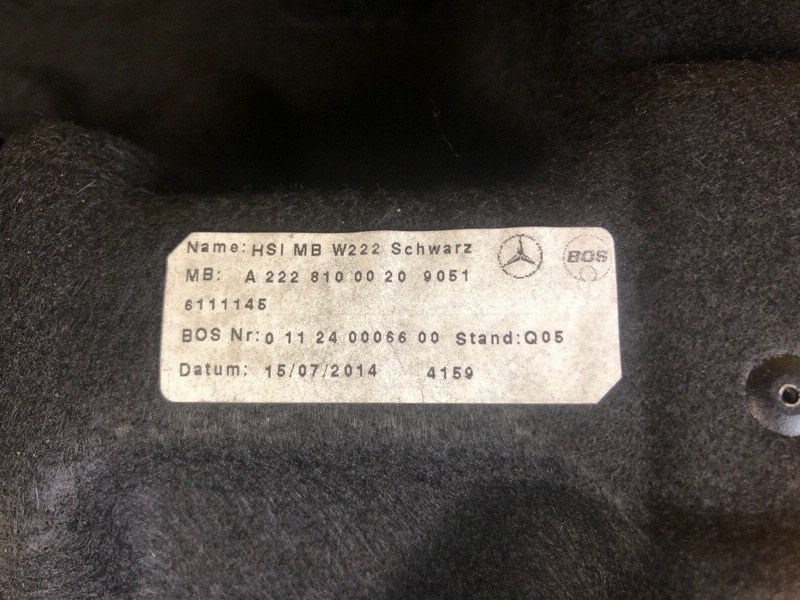 Name: HSI MB W222 Schwarz
BOS
MB: A 222 810 00 20 9051
6111145
BOS Nr: 0 11 24 00066 00 Stand: Q05
Datum: 15/07/2014 4159